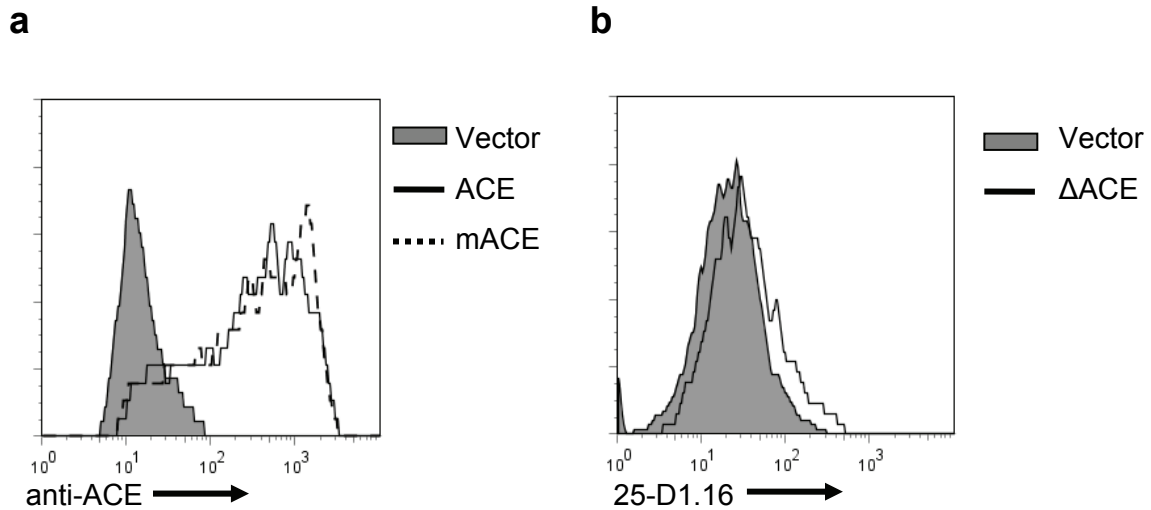 a
Vector
ACE
mACE
10^0 10^1 10^2 10^3
anti-ACE
b
Vector
ΔACE
10^0 10^1 10^2 10^3
25-D1.16